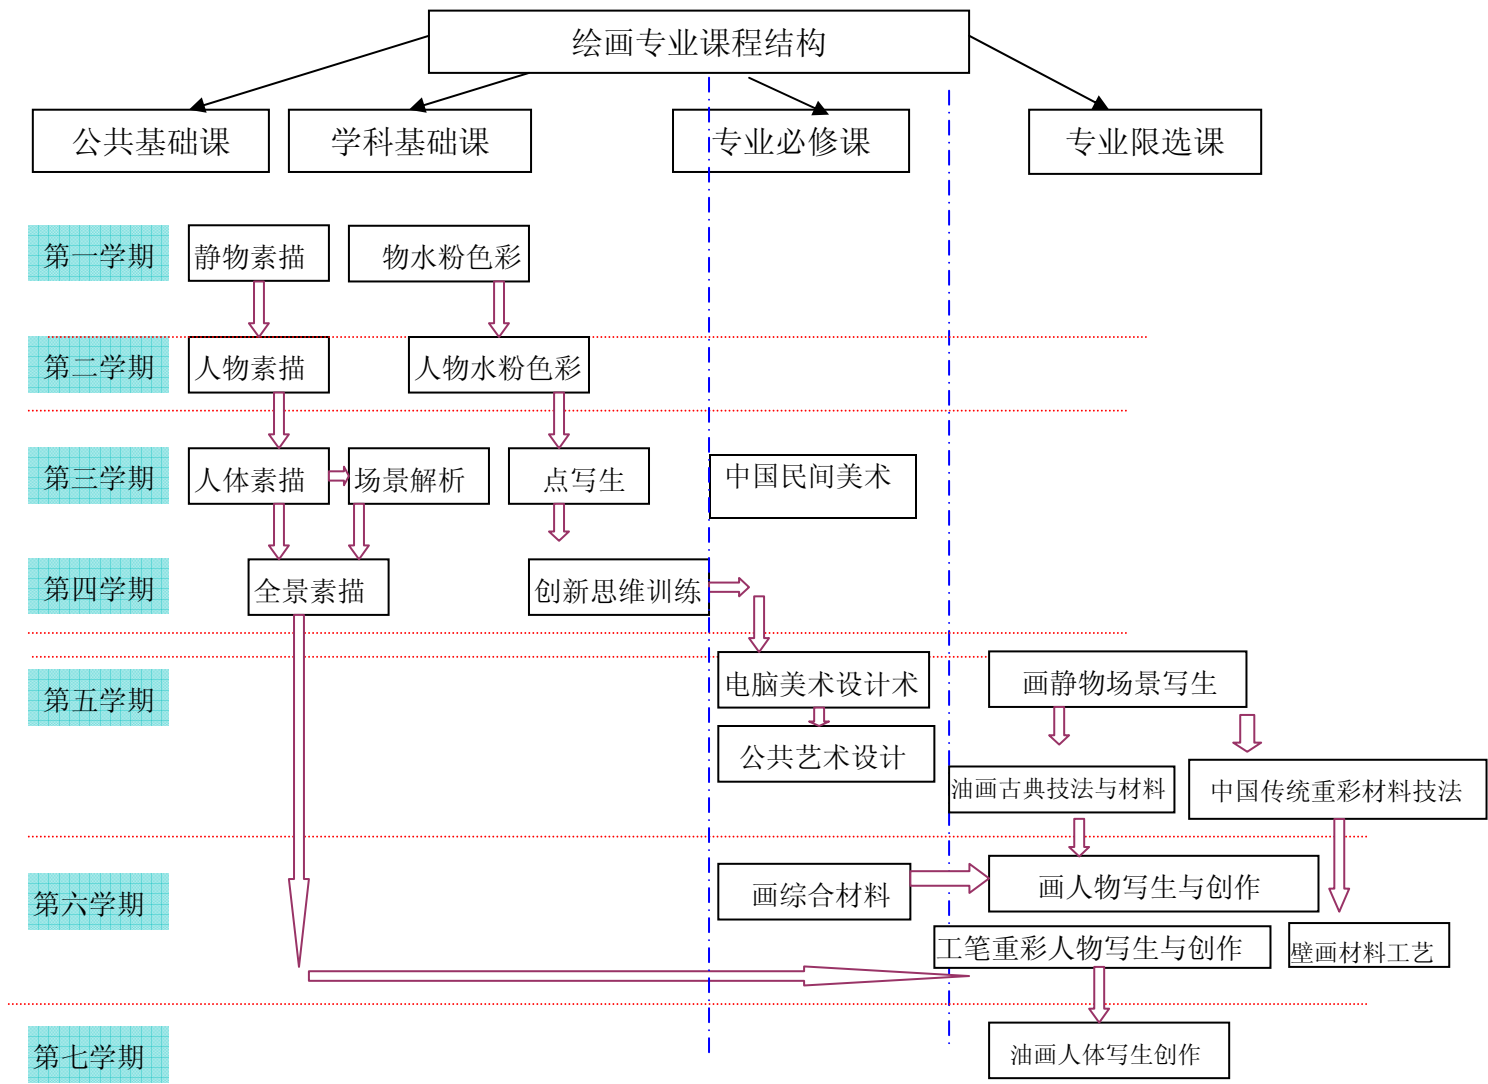 绘画专业课程结构
公共基础课
学科基础课
专业必修课
专业限选课
第一学期
静物素描
物水粉色彩
第二学期
人物素描
人物水粉色彩
第三学期
人体素描
场景解析
点写生
中国民间美术
第四学期
全景素描
创新思维训练
第五学期
电脑美术设计术
画静物场景写生
公共艺术设计
油画古典技法与材料
中国传统重彩材料技法
第六学期
画综合材料
画人物写生与创作
工笔重彩人物写生与创作
壁画材料工艺
第七学期
油画人体写生创作